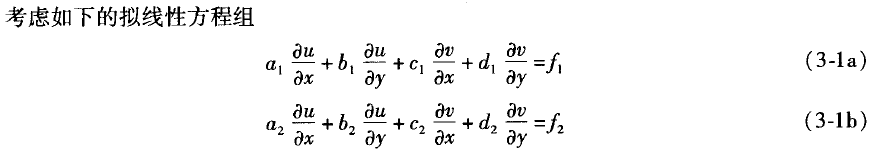 考虑如下的拟线性方程组
a₁ ∂u/∂x + b₁ ∂u/∂y + c₁ ∂v/∂x + d₁ ∂v/∂y = f₁ (3-1a)
a₂ ∂u/∂x + b₂ ∂u/∂y + c₂ ∂v/∂x + d₂ ∂v/∂y = f₂ (3-1b)